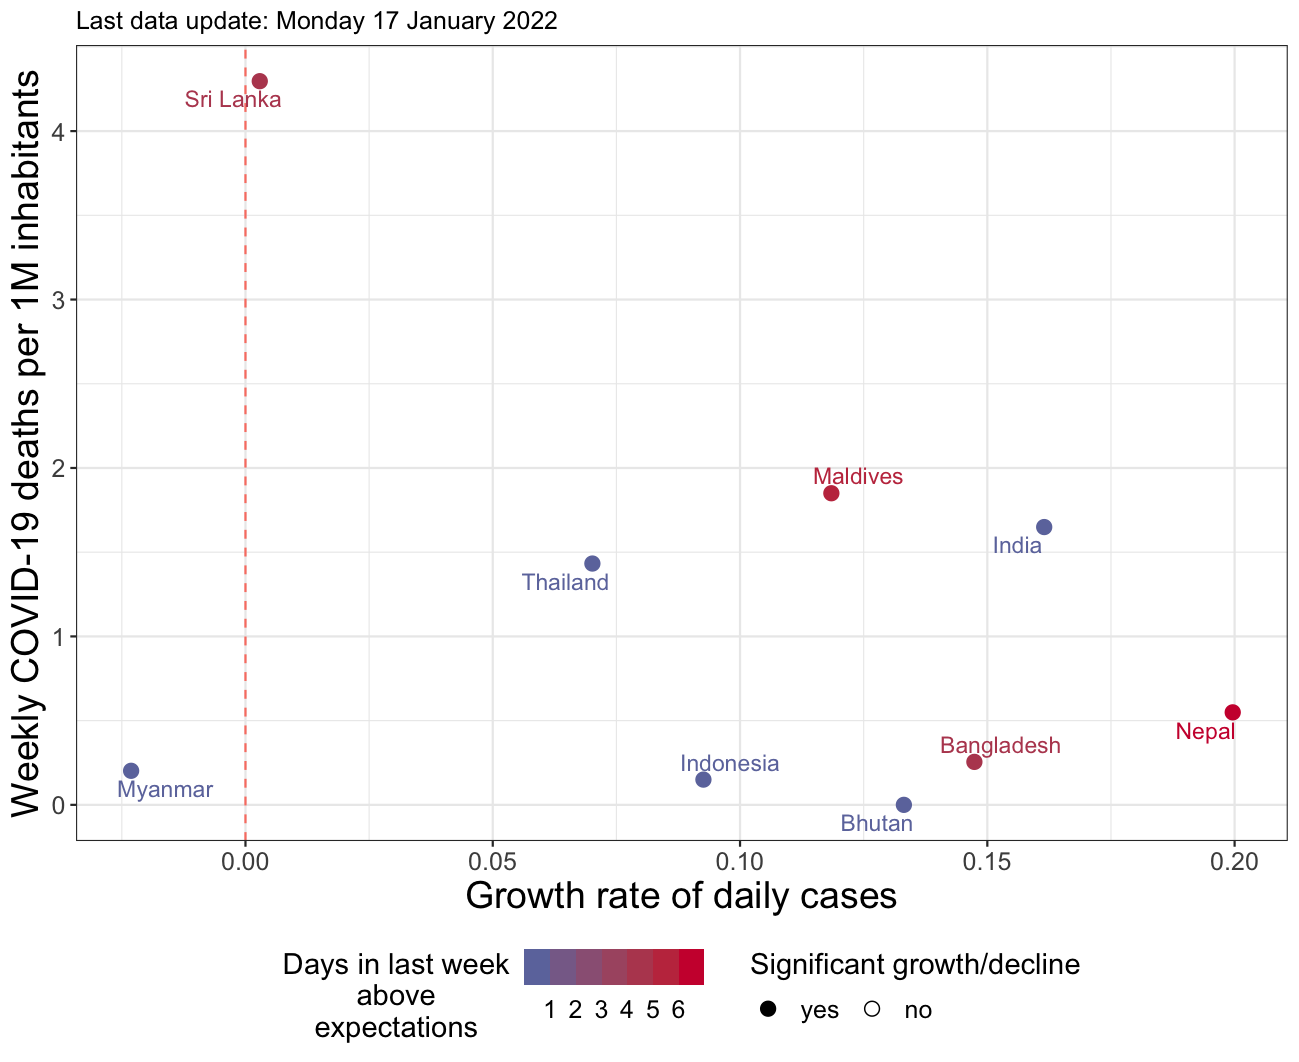 Last data update: Monday 17 January 2022
Weekly COVID-19 deaths per 1M inhabitants
4
3
2
1
0
Sri Lanka
Maldives
India
Thailand
Nepal
Bangladesh
Indonesia
Myanmar
Bhutan
0.00 0.05 0.10 0.15 0.20
Growth rate of daily cases
Days in last week
above
expectations
1 2 3 4 5 6
Significant growth/decline
yes no